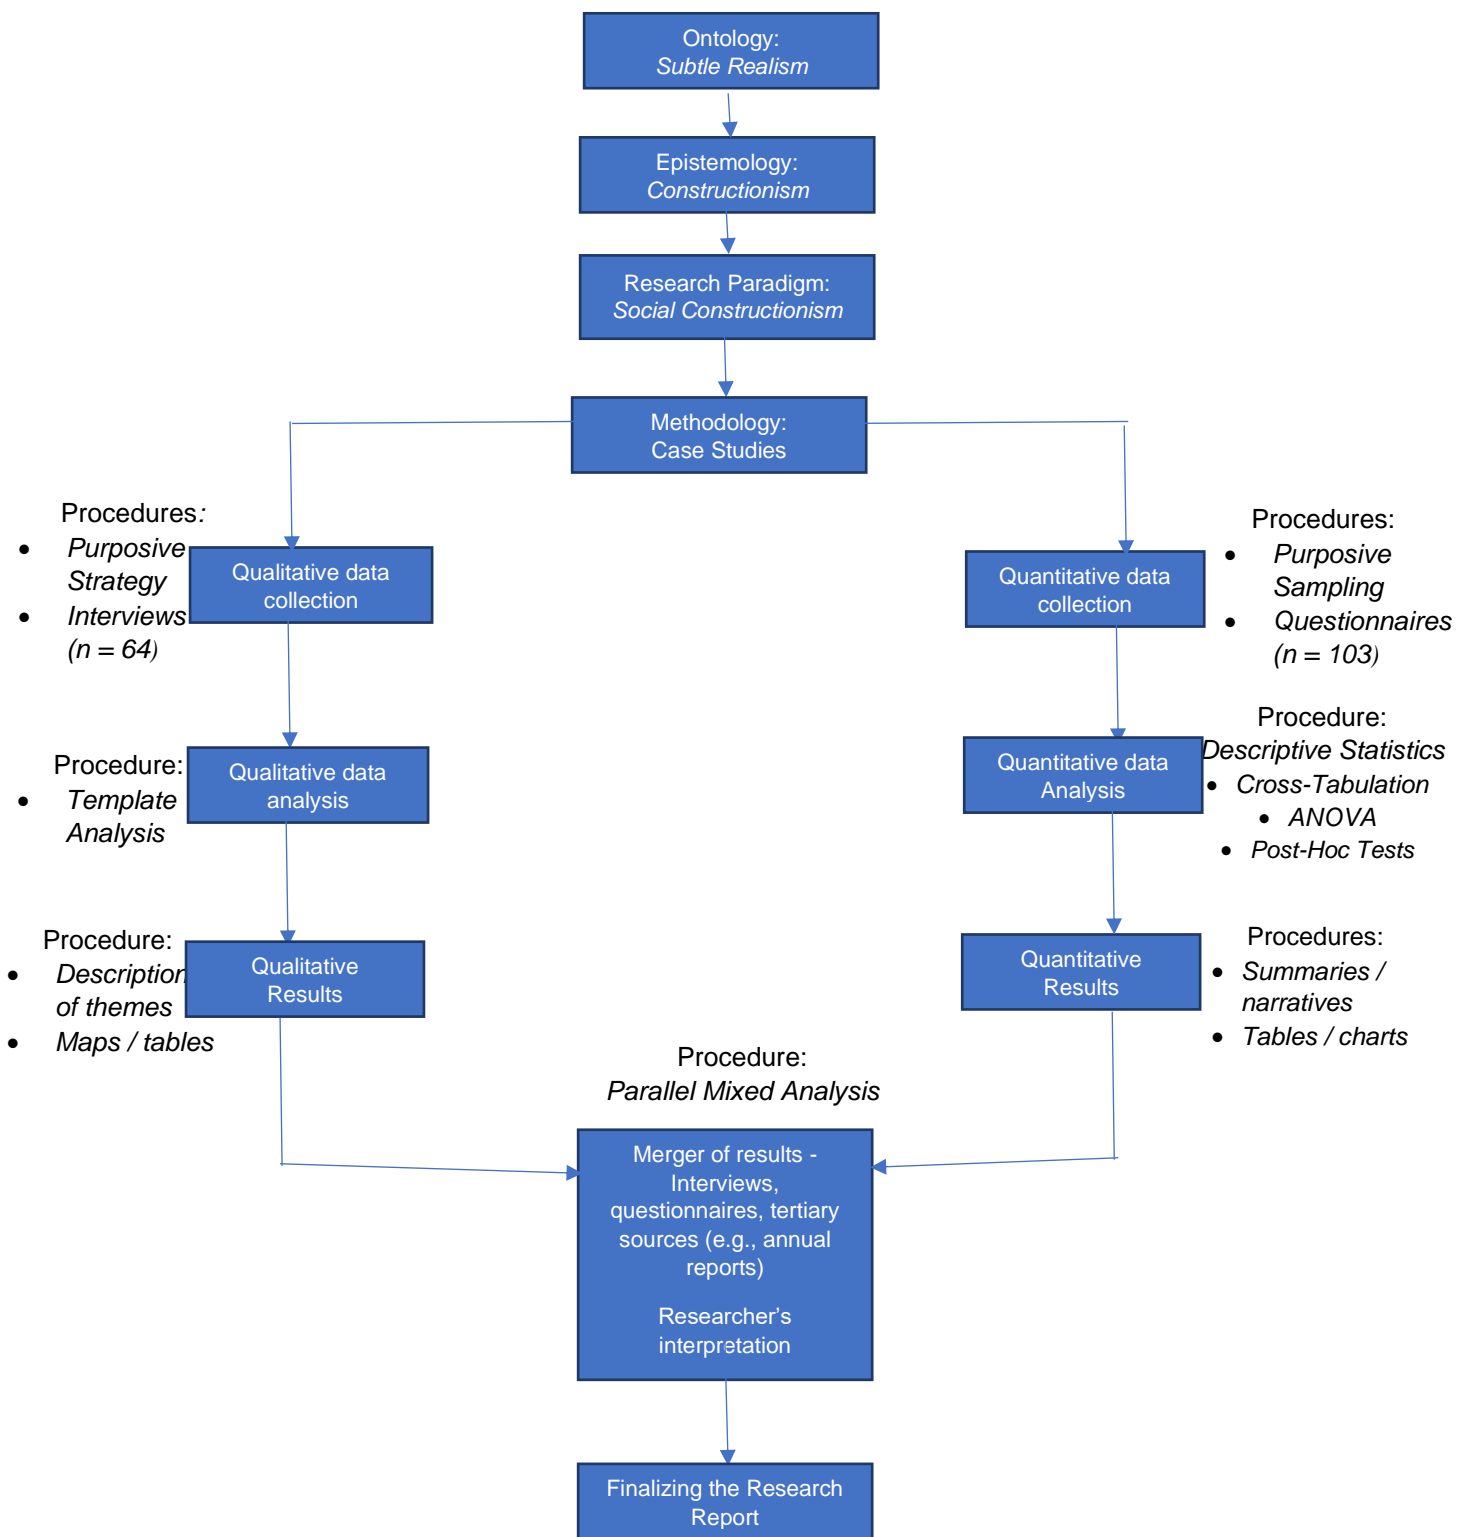 Ontology:
Subtle Realism
Epistemology:
Constructionism
Research Paradigm:
Social Constructionism
Methodology:
Case Studies
Procedures:
• Purposive
Strategy
• Interviews
(n = 64)
Qualitative data
collection
Quantitative data
collection
Procedures:
• Purposive
Sampling
• Questionnaires
(n = 103)
Procedure:
• Template
Analysis
Qualitative data
analysis
Quantitative data
Analysis
Procedure:
Descriptive Statistics
• Cross-Tabulation
• ANOVA
• Post-Hoc Tests
Procedure:
• Description
of themes
• Maps / tables
Qualitative
Results
Quantitative
Results
Procedures:
• Summaries /
narratives
• Tables / charts
Procedure:
Parallel Mixed Analysis
Merger of results -
Interviews,
questionnaires, tertiary
sources (e.g., annual
reports)
Researcher’s
interpretation
Finalizing the Research
Report